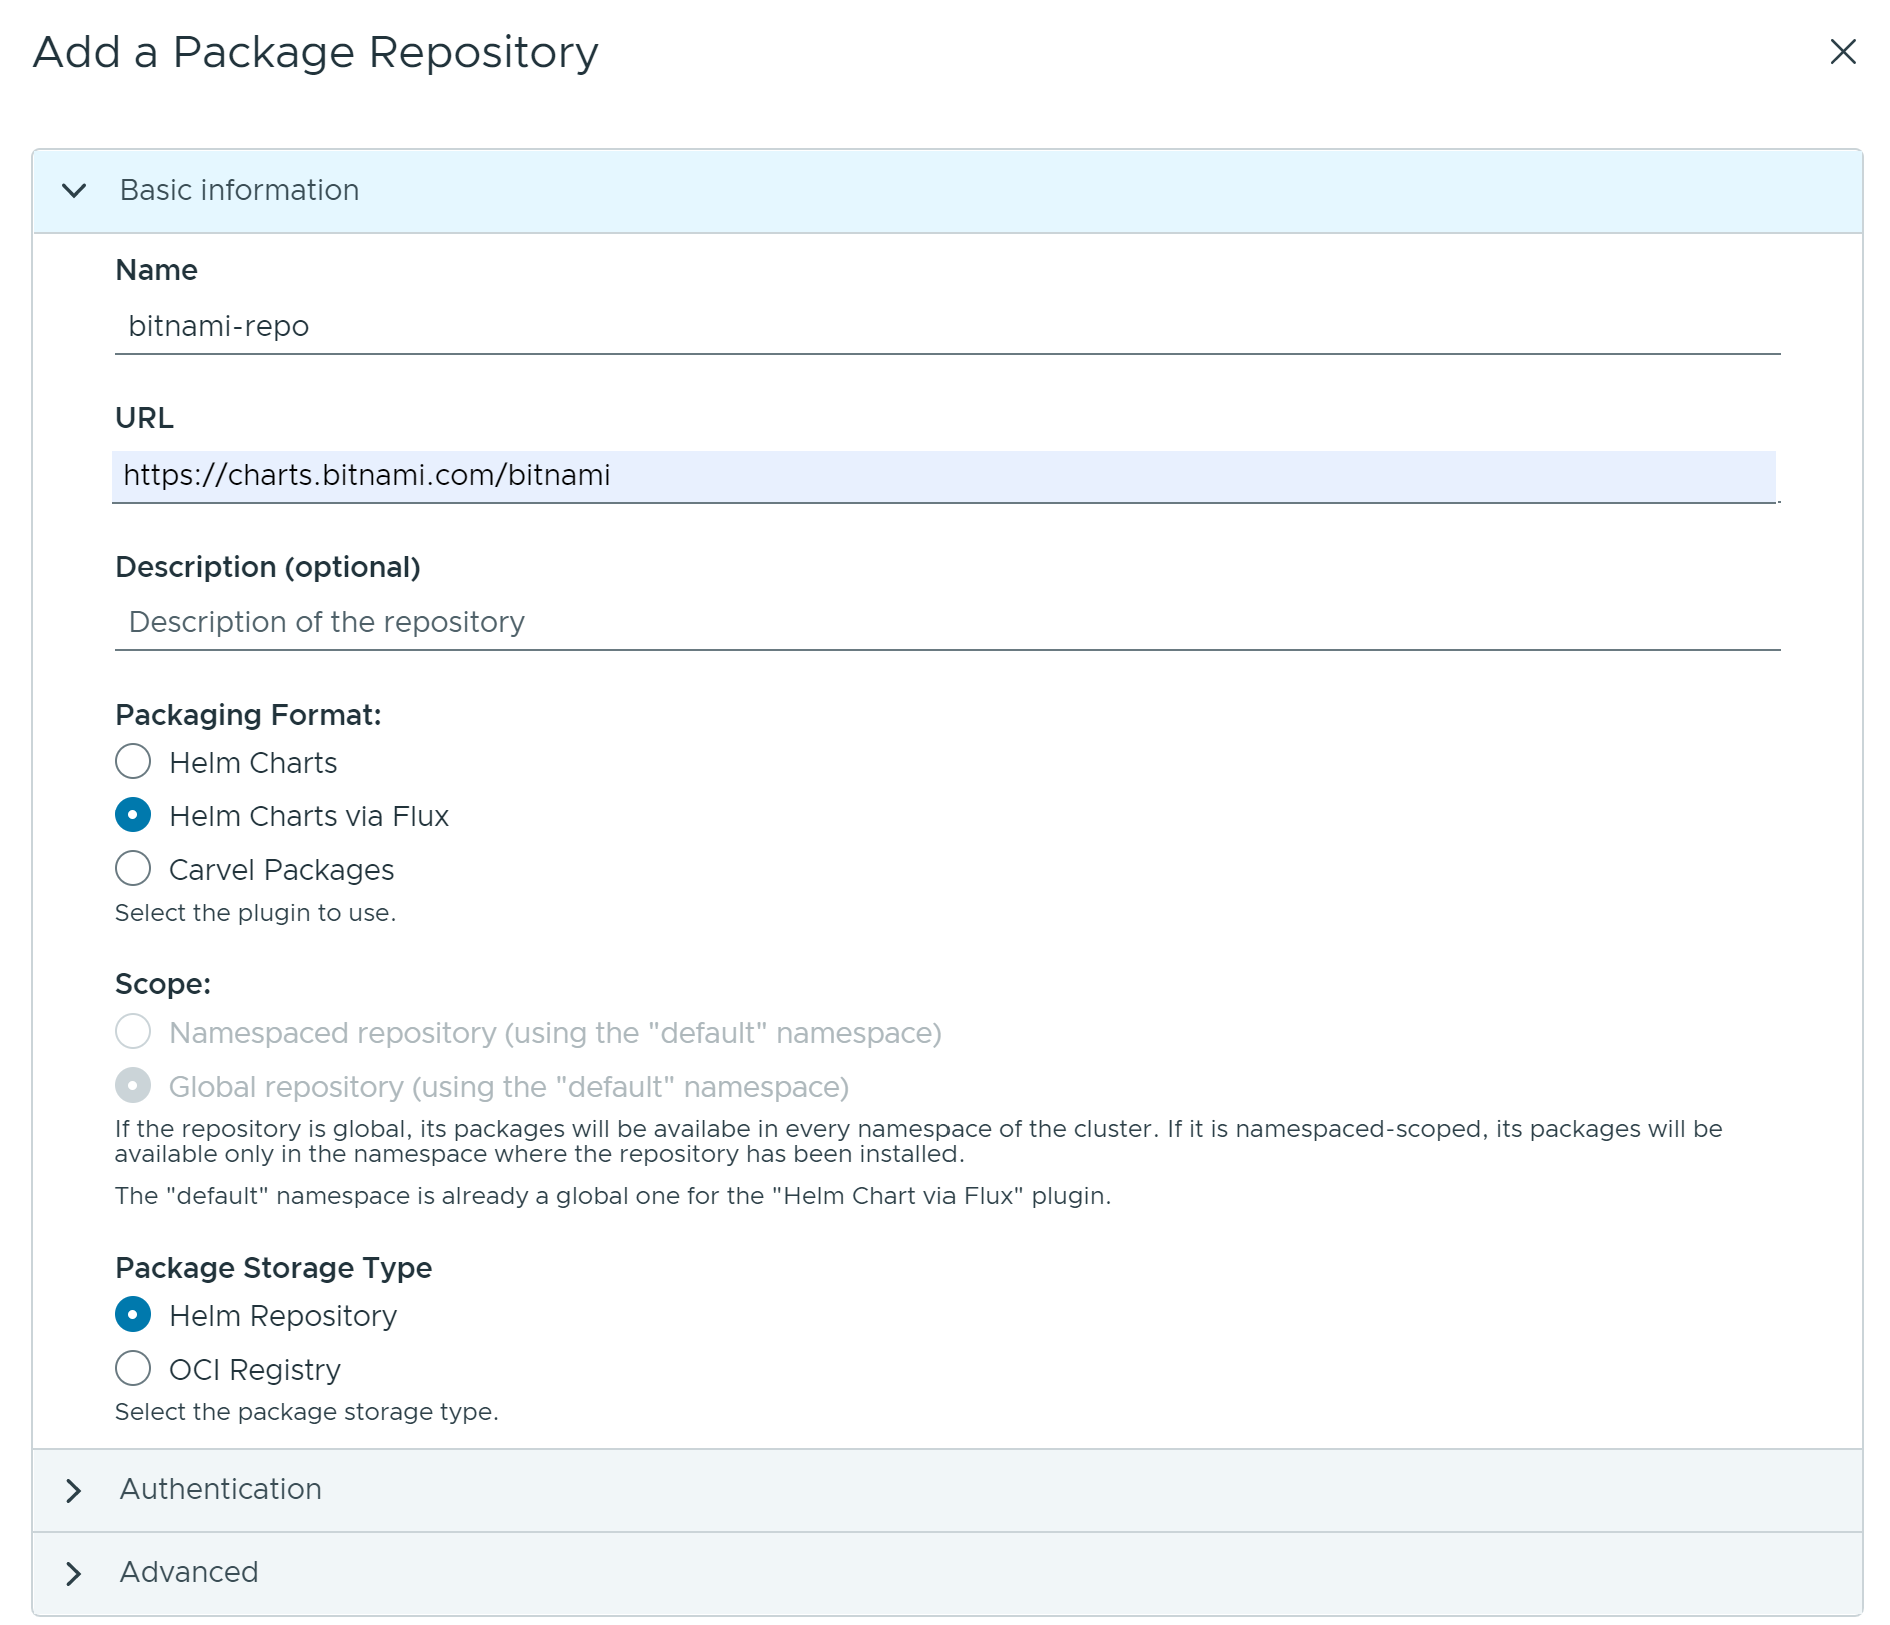 Add a Package Repository
Basic information
Name
bitnami-repo
URL
https://charts.bitnami.com/bitnami
Description (optional)
Description of the repository
Packaging Format:
Helm Charts
Helm Charts via Flux
Carvel Packages
Select the plugin to use.
Scope:
Namespaced repository (using the "default" namespace)
Global repository (using the "default" namespace)
If the repository is global, its packages will be availabe in every namespace of the cluster. If it is namespaced-scoped, its packages will be
available only in the namespace where the repository has been installed.
The "default" namespace is already a global one for the "Helm Chart via Flux" plugin.
Package Storage Type
Helm Repository
OCI Registry
Select the package storage type.
Authentication
Advanced